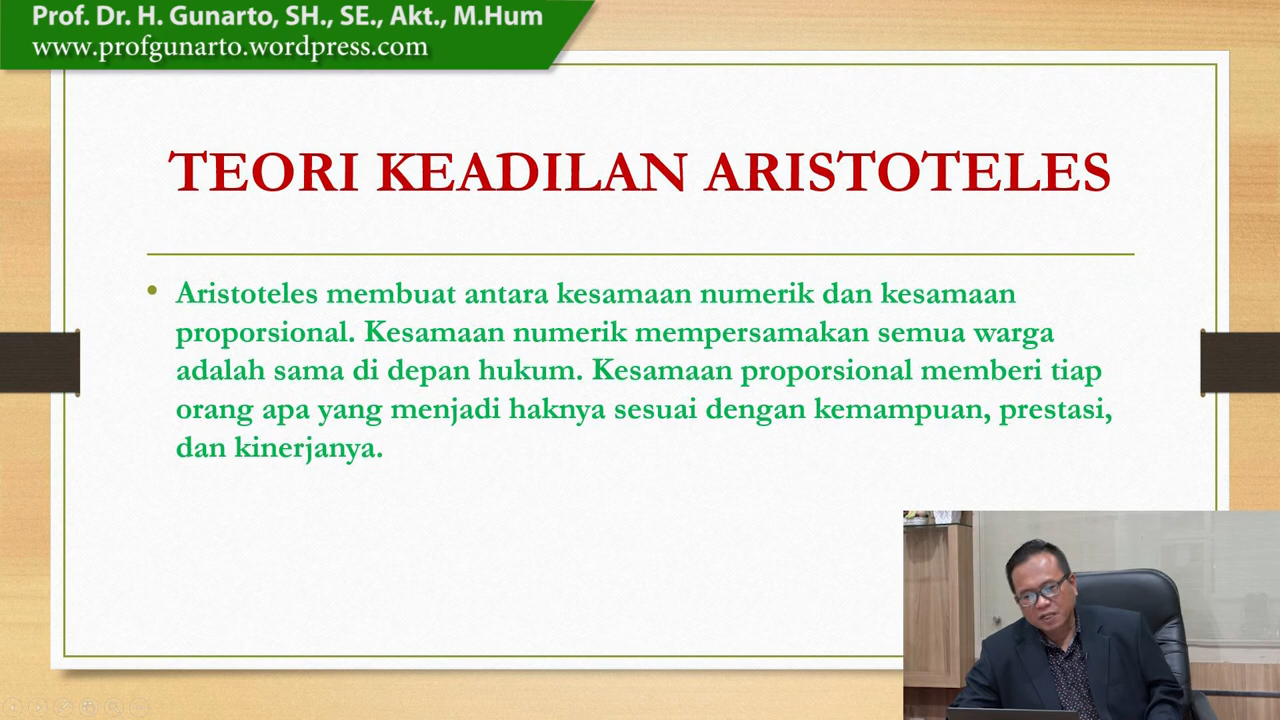 Prof. Dr. H. Gunarto, SH., SE., Akt., M.Hum
www.profgunarto.wordpress.com
TEORI KEADILAN ARISTOTELES
• Aristoteles membuat antara kesamaan numerik dan kesamaan
proporsional. Kesamaan numerik mempersamakan semua warga
adalah sama di depan hukum. Kesamaan proporsional memberi tiap
orang apa yang menjadi haknya sesuai dengan kemampuan, prestasi,
dan kinerjanya.